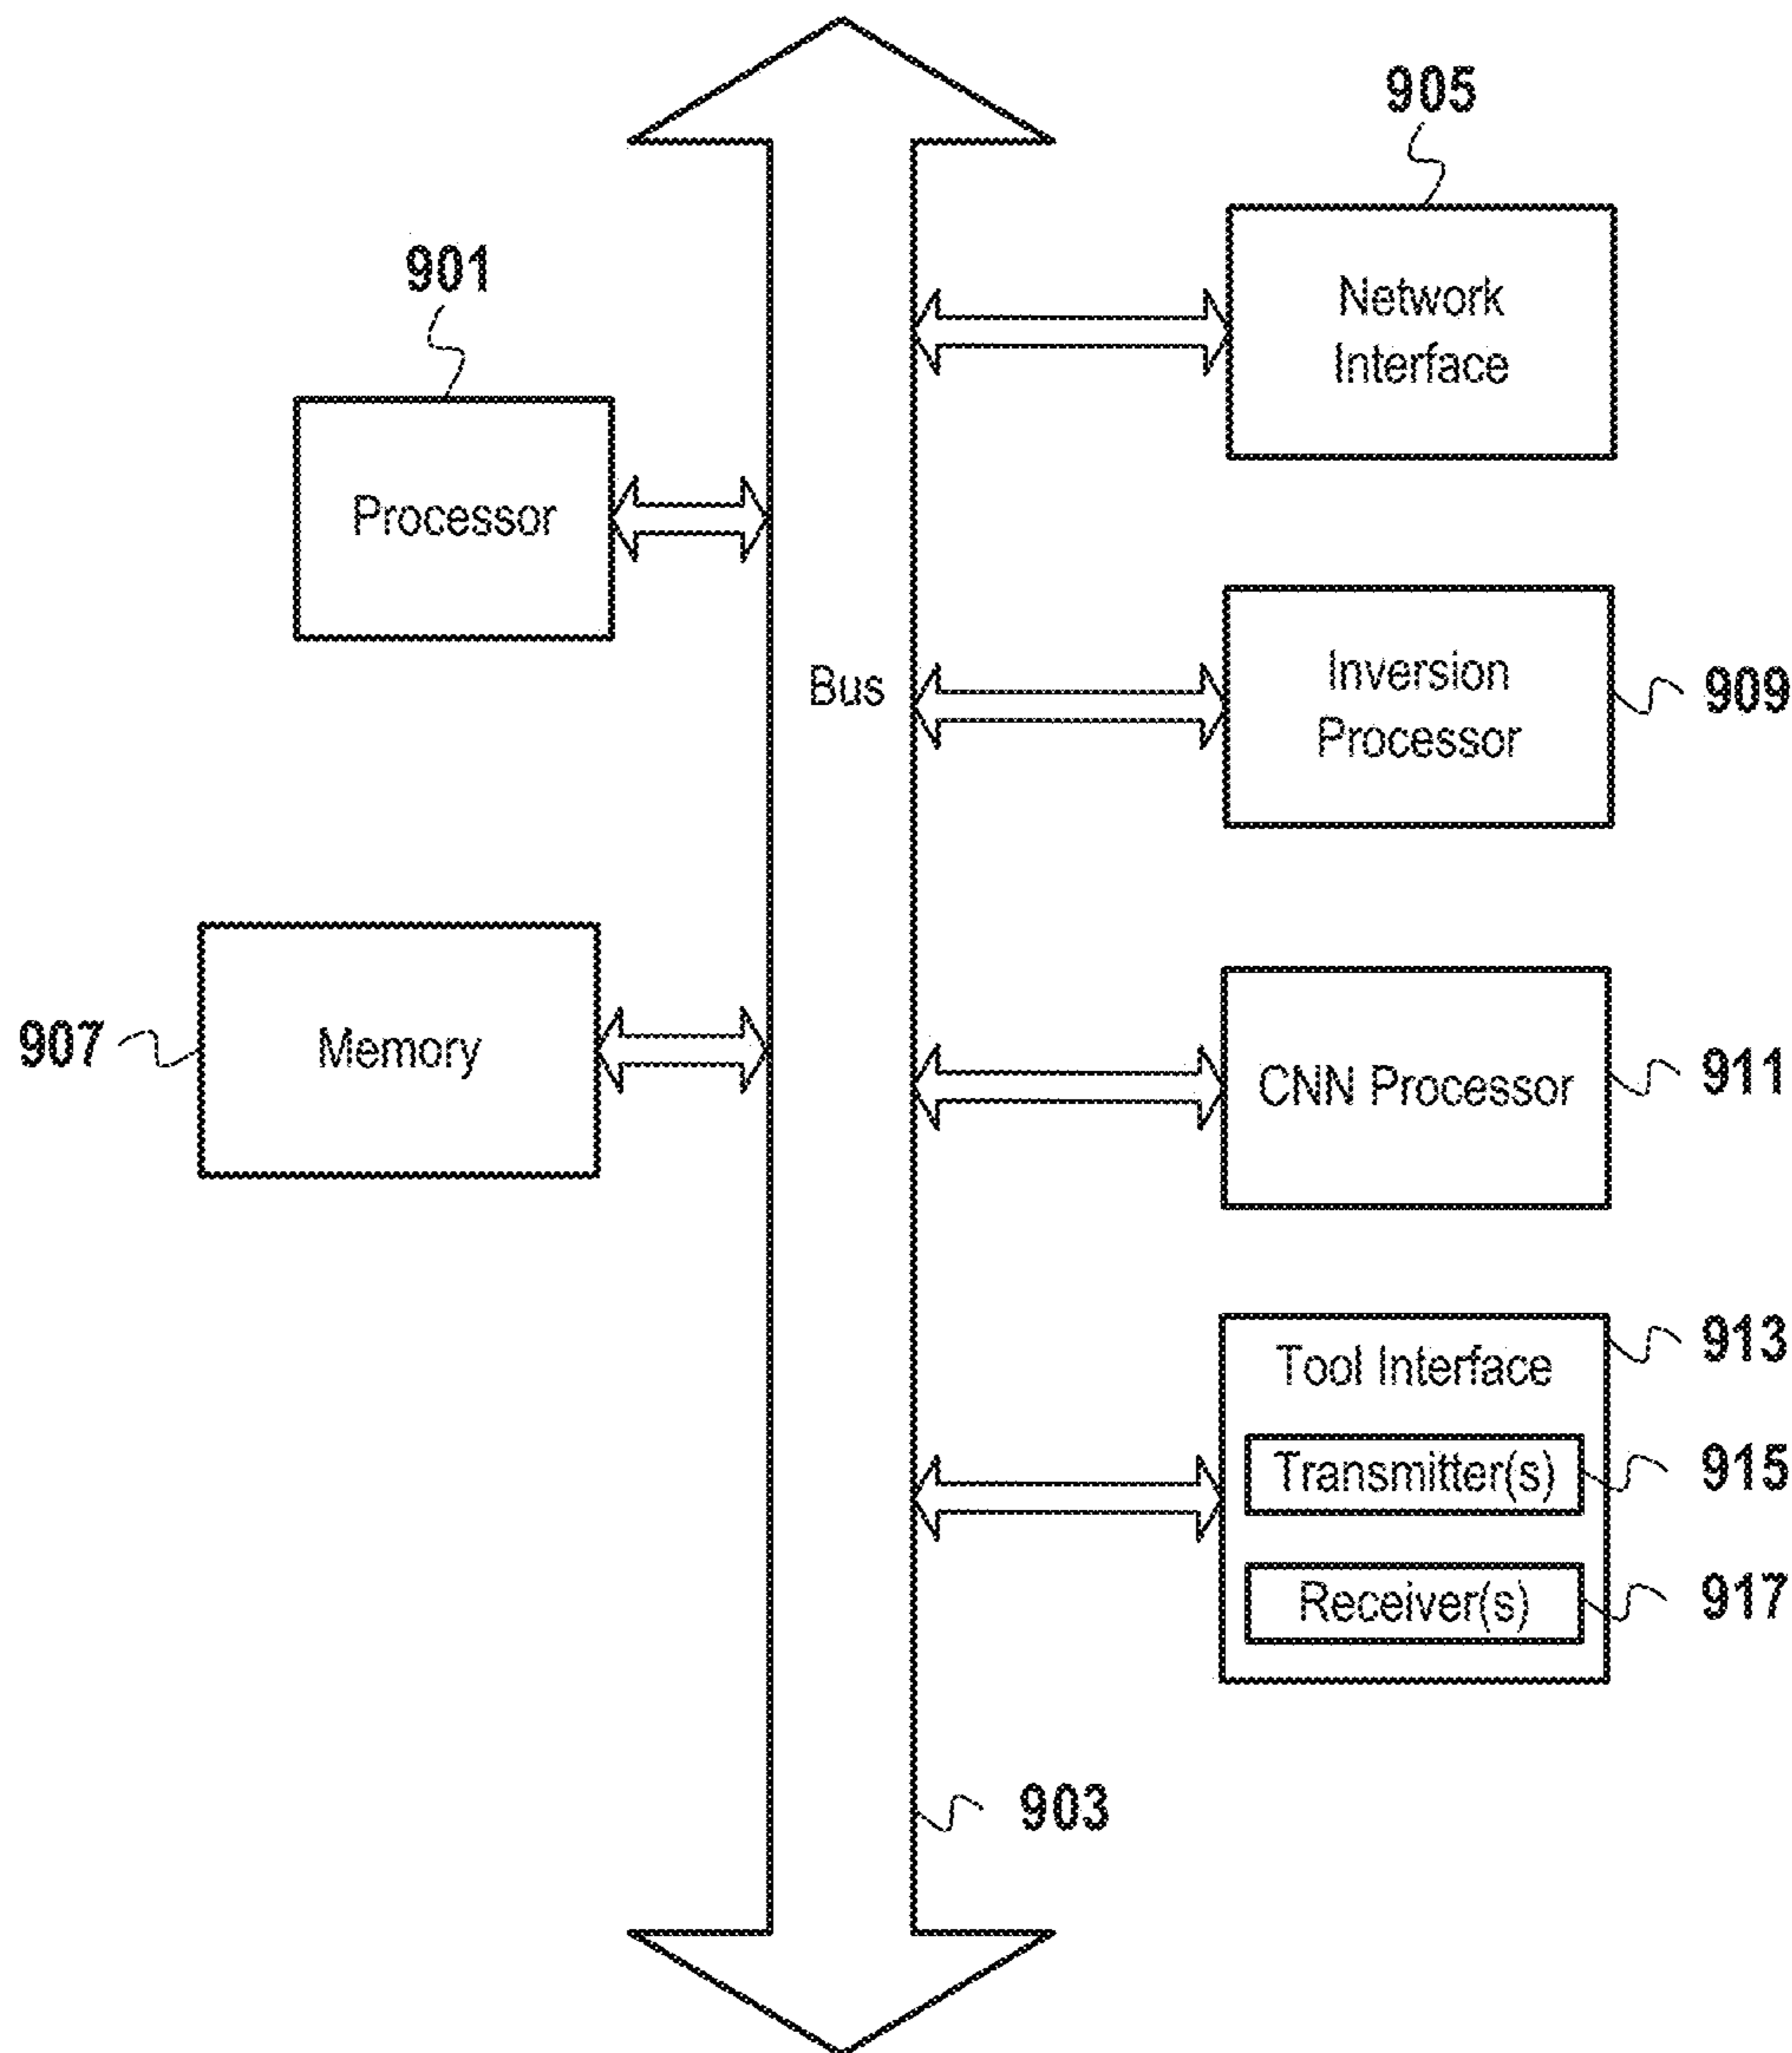 905
901
Network
Interface
Processor
Bus
Inversion
Processor
909
907
Memory
CNN Processor
911
913
Tool Interface
Transmitter(s)
915
Receiver(s)
917
903